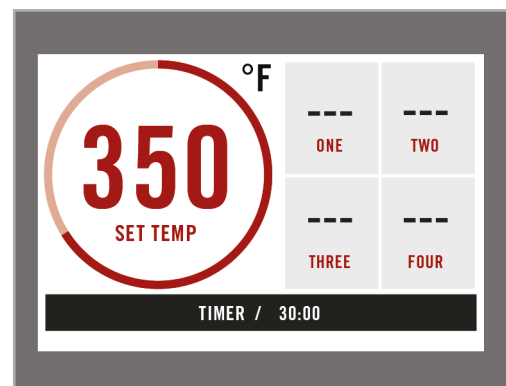 °F
350
SET TEMP
--- ---
ONE TWO
--- ---
THREE FOUR
TIMER / 30:00